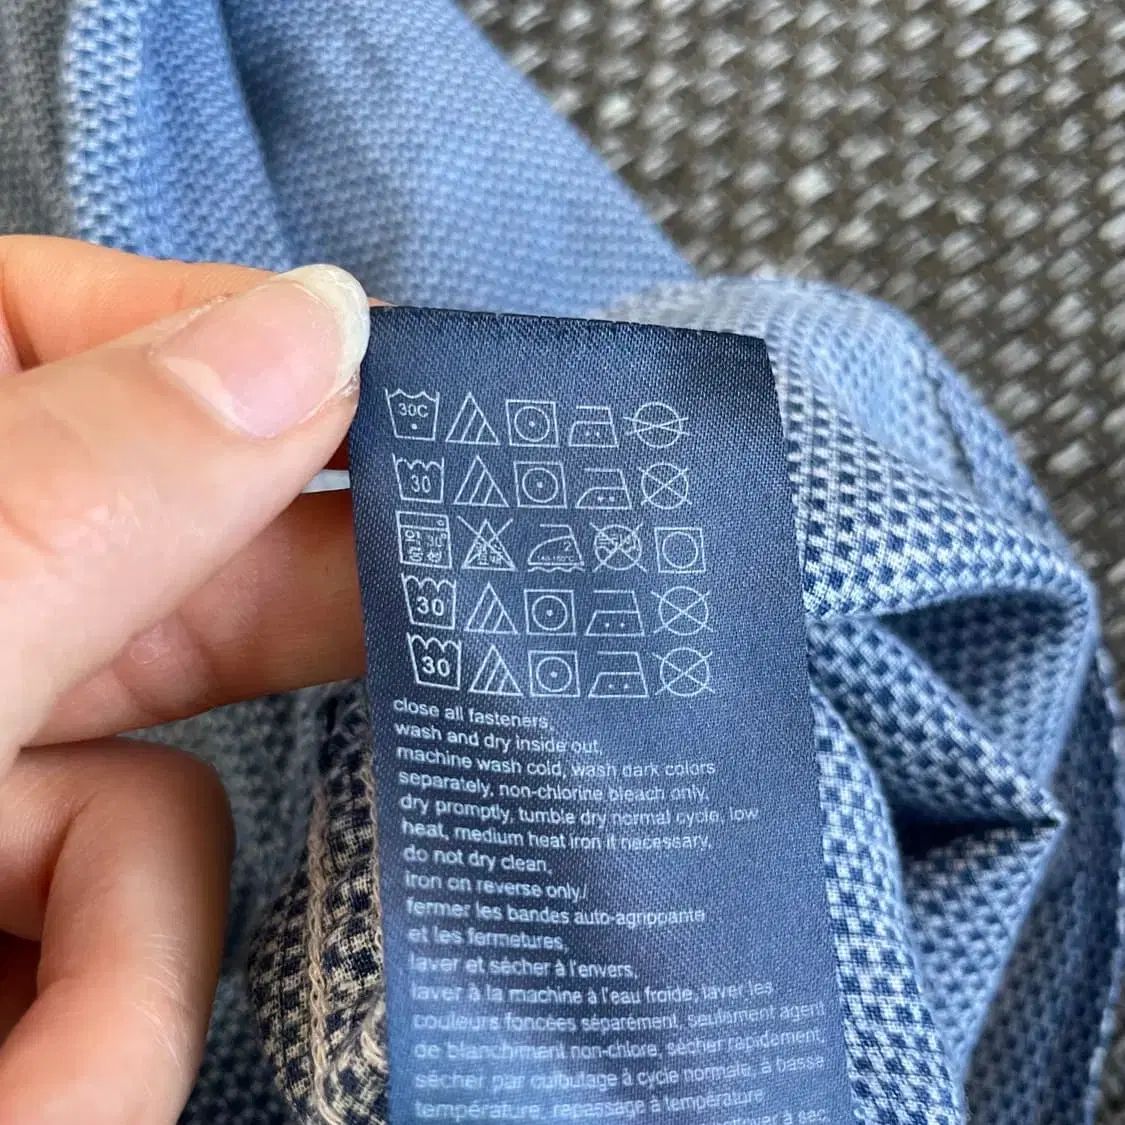 30C
30
30
30
close all fasteners,
wash and dry inside out,
machine wash cold, wash dark colors
separately, non-chlorine bleach only,
dry promptly, tumble dry normal cycle, low
heat, medium heat iron if necessary,
do not dry clean,
iron on reverse only/
fermer les bandes auto-agrippante
et les fermetures,
laver et sécher à l'envers,
laver à la machine à l'eau froide, laver les
couleurs foncées séparément, seulement agent
de blanchiment non-chloré, sécher rapidement,
sécher par culbutage à cycle normale, à basse
température, repassage à température
à sec,